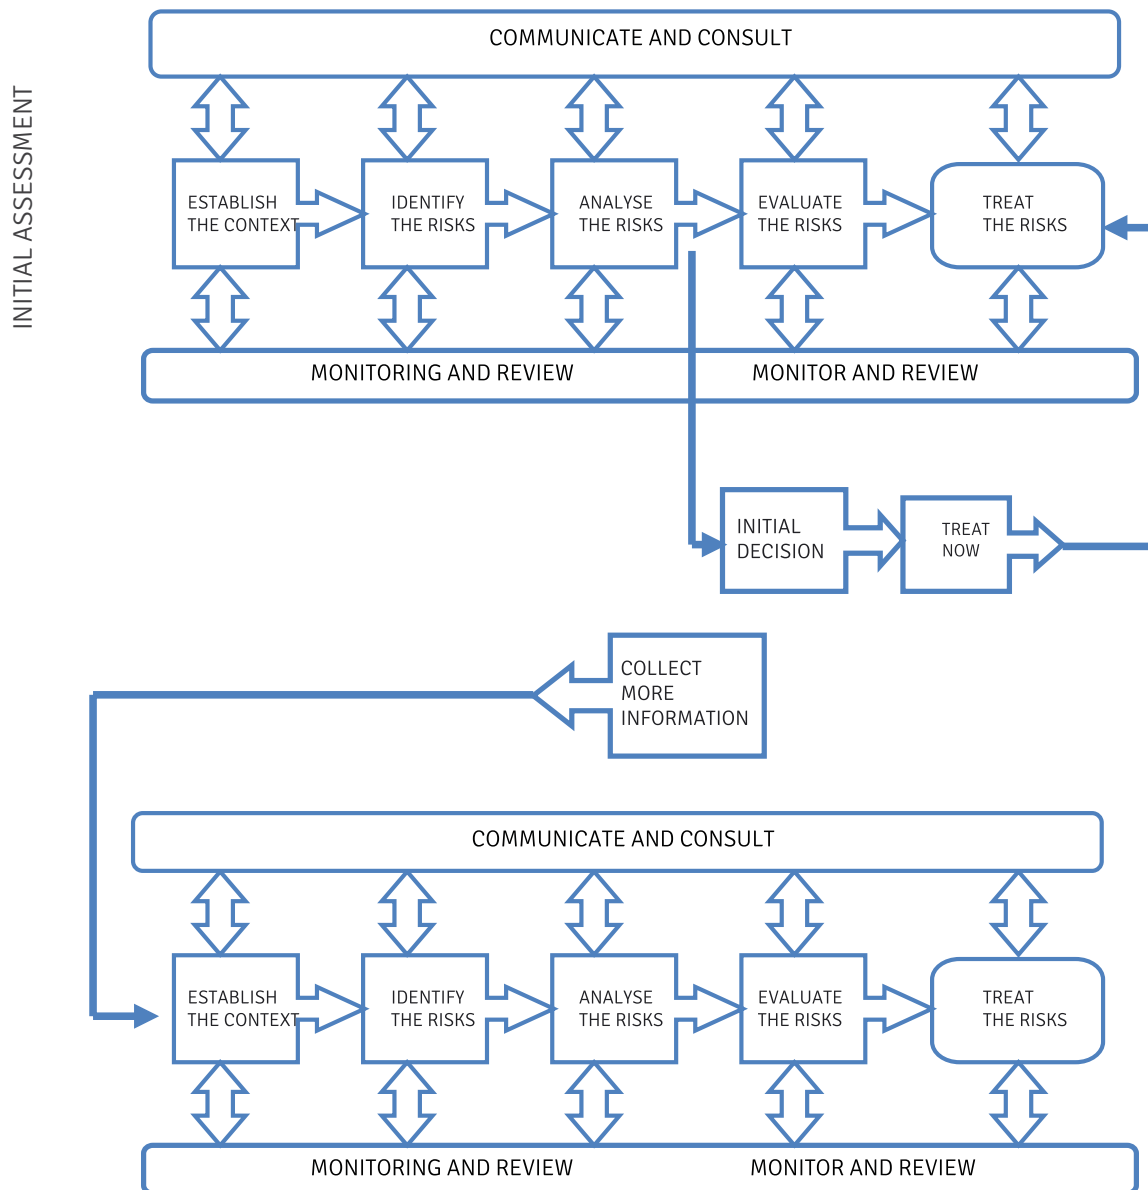 INITIAL ASSESSMENT
COMMUNICATE AND CONSULT
ESTABLISH
THE CONTEXT
IDENTIFY
THE RISKS
ANALYSE
THE RISKS
EVALUATE
THE RISKS
TREAT
THE RISKS
MONITORING AND REVIEW
MONITOR AND REVIEW
INITIAL
DECISION
TREAT
NOW
COLLECT
MORE
INFORMATION
COMMUNICATE AND CONSULT
ESTABLISH
THE CONTEXT
IDENTIFY
THE RISKS
ANALYSE
THE RISKS
EVALUATE
THE RISKS
TREAT
THE RISKS
MONITORING AND REVIEW
MONITOR AND REVIEW